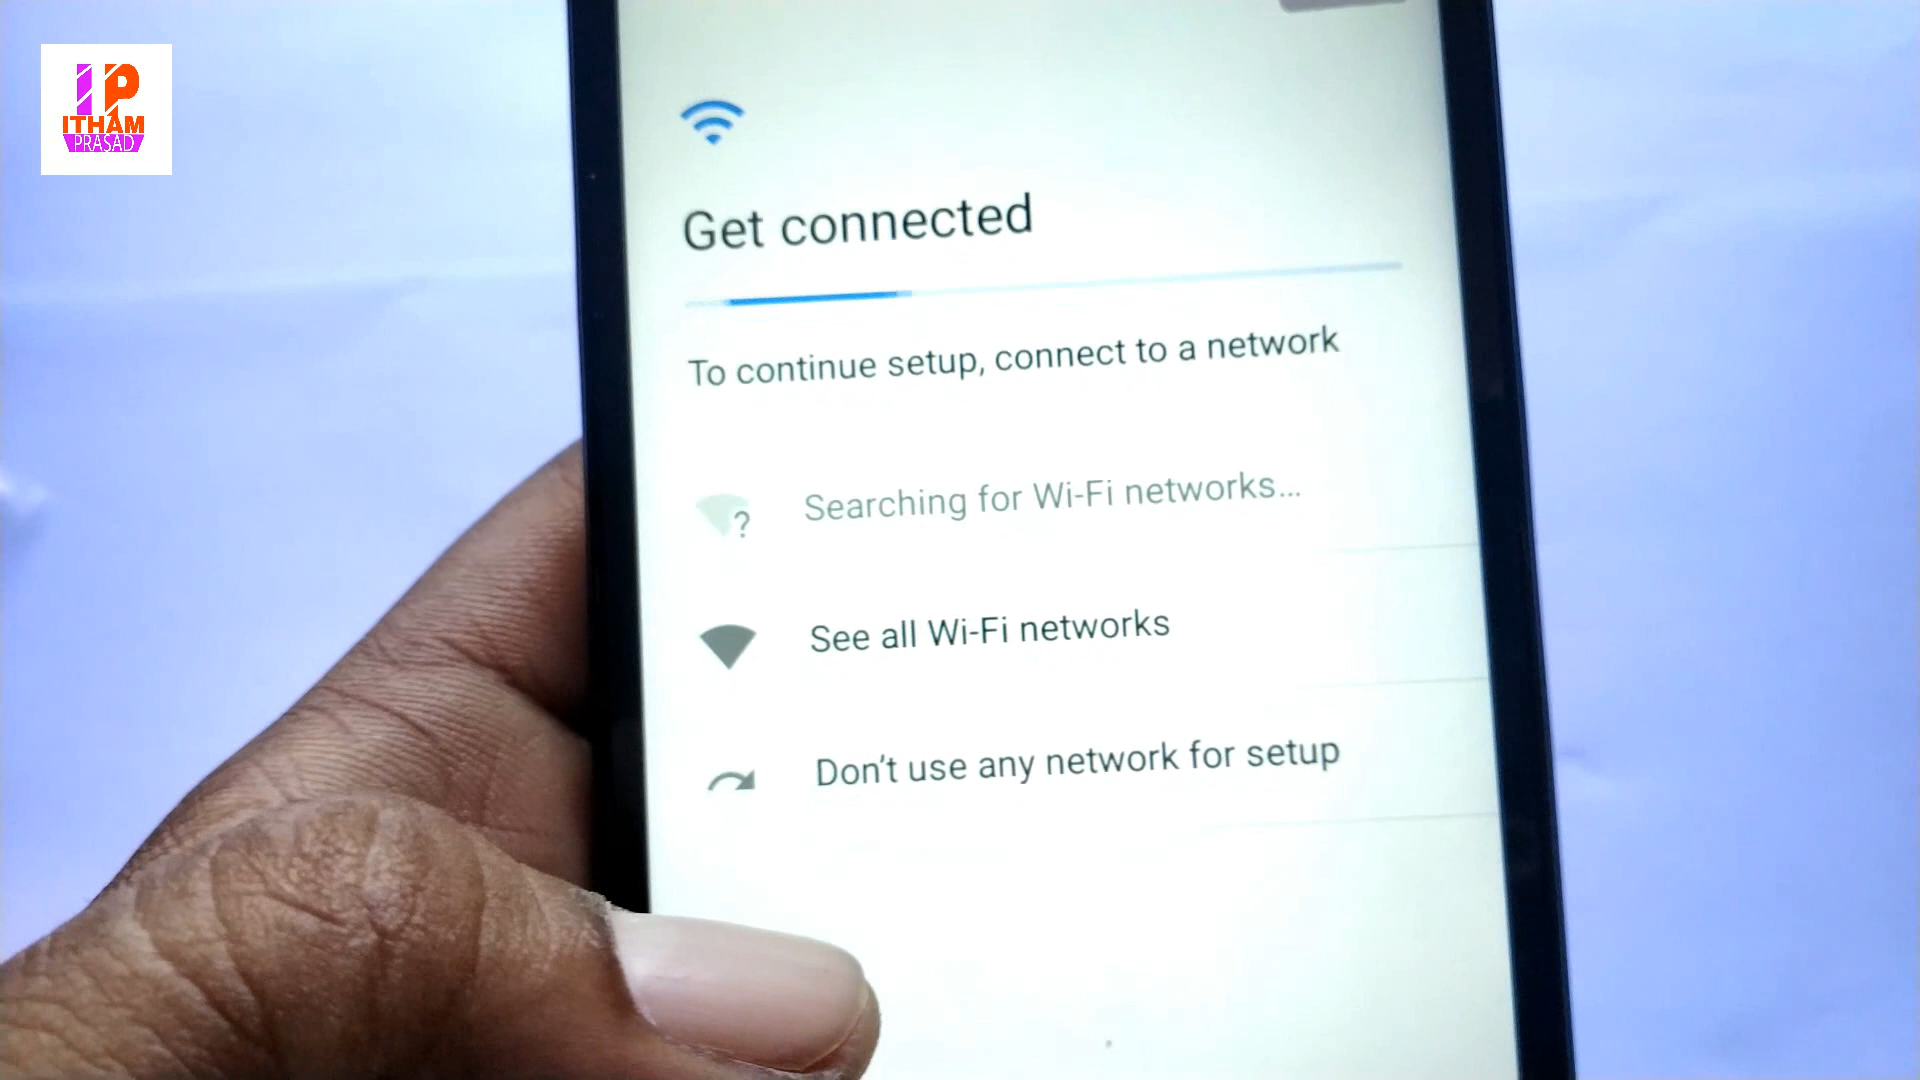 IP
ITHAM
PRASAD
Get connected
To continue setup, connect to a network
? Searching for Wi-Fi networks...
See all Wi-Fi networks
Don't use any network for setup